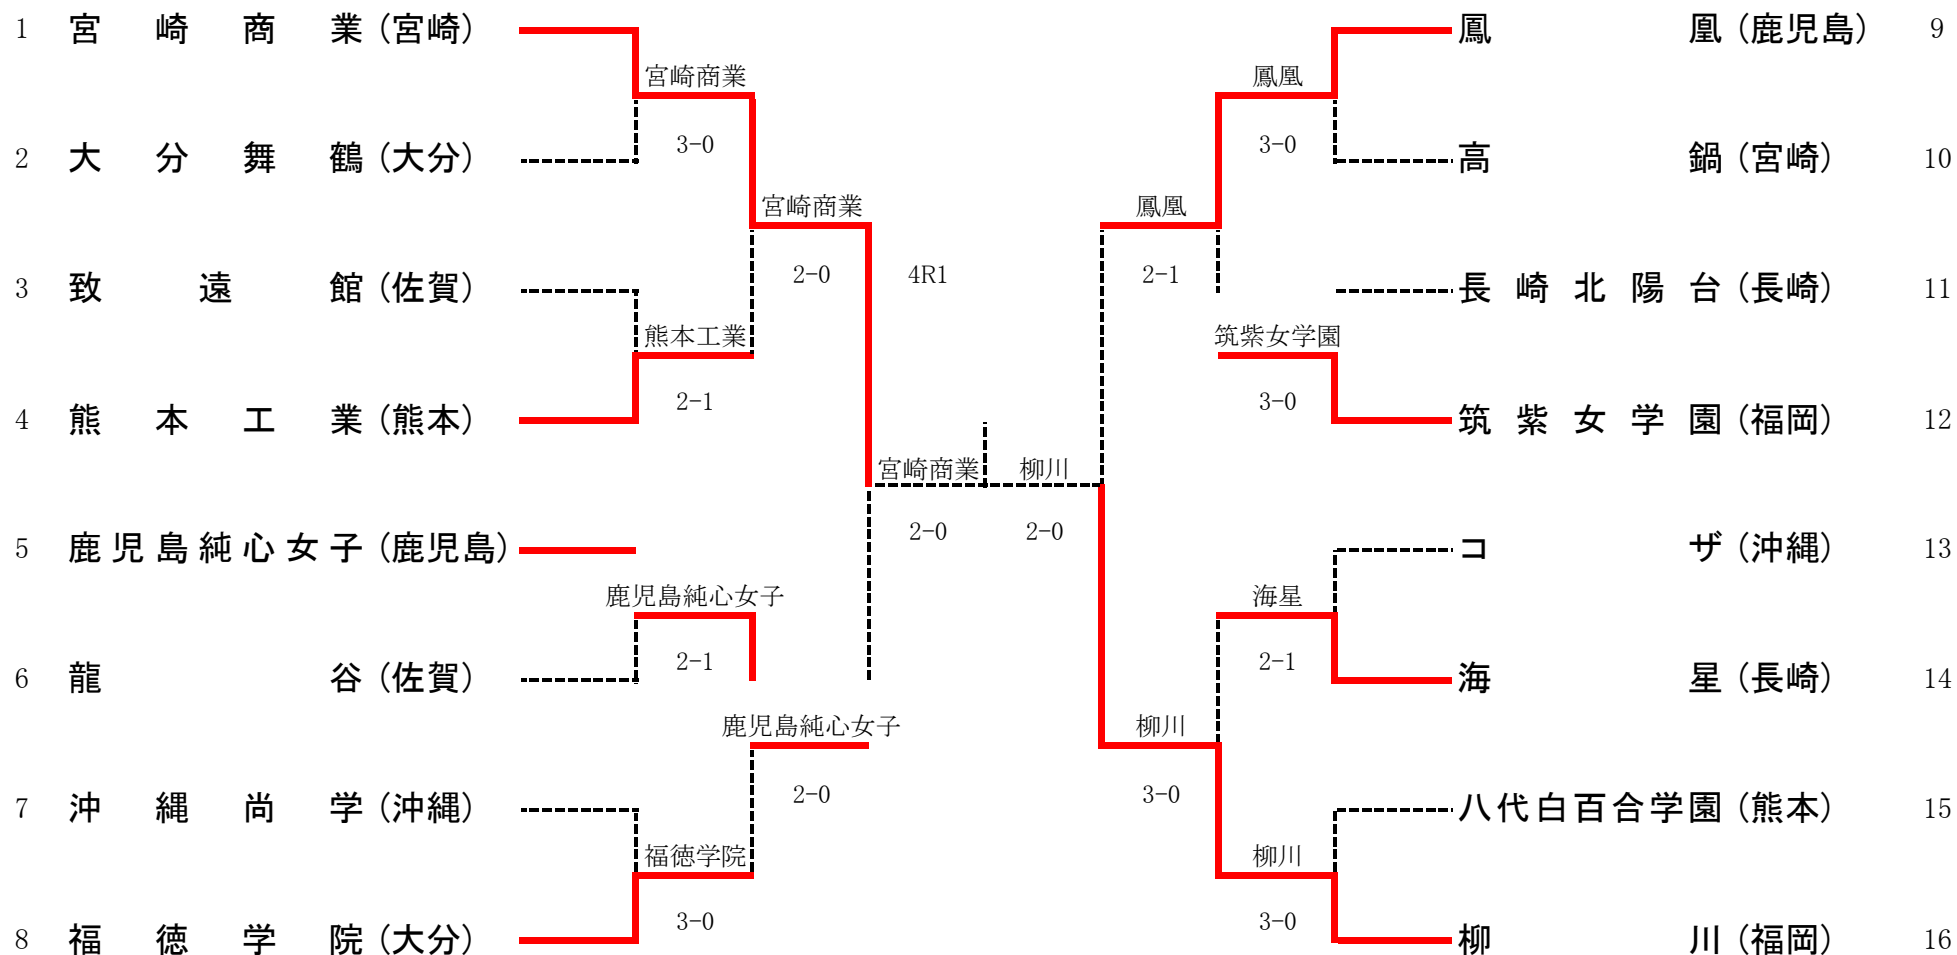 1 宮崎商業(宮崎) 鳳凰(鹿児島) 9
宮崎商業 鳳凰
3-0 3-0
2 大分舞鶴(大分) 高鍋(宮崎) 10
宮崎商業 鳳凰
2-0 4R1 2-1
3 致遠館(佐賀) 長崎北陽台(長崎) 11
熊本工業 筑紫女学園
2-1 3-0
4 熊本工業(熊本) 筑紫女学園(福岡) 12
宮崎商業 柳川
2-0 2-0
5 鹿児島純心女子(鹿児島) コザ(沖縄) 13
鹿児島純心女子 海星
2-1 2-1
6 龍谷(佐賀) 海星(長崎) 14
鹿児島純心女子 柳川
2-0 3-0
7 沖縄尚学(沖縄) 八代白百合学園(熊本) 15
福徳学院 柳川
3-0 3-0
8 福徳学院(大分) 柳川(福岡) 16